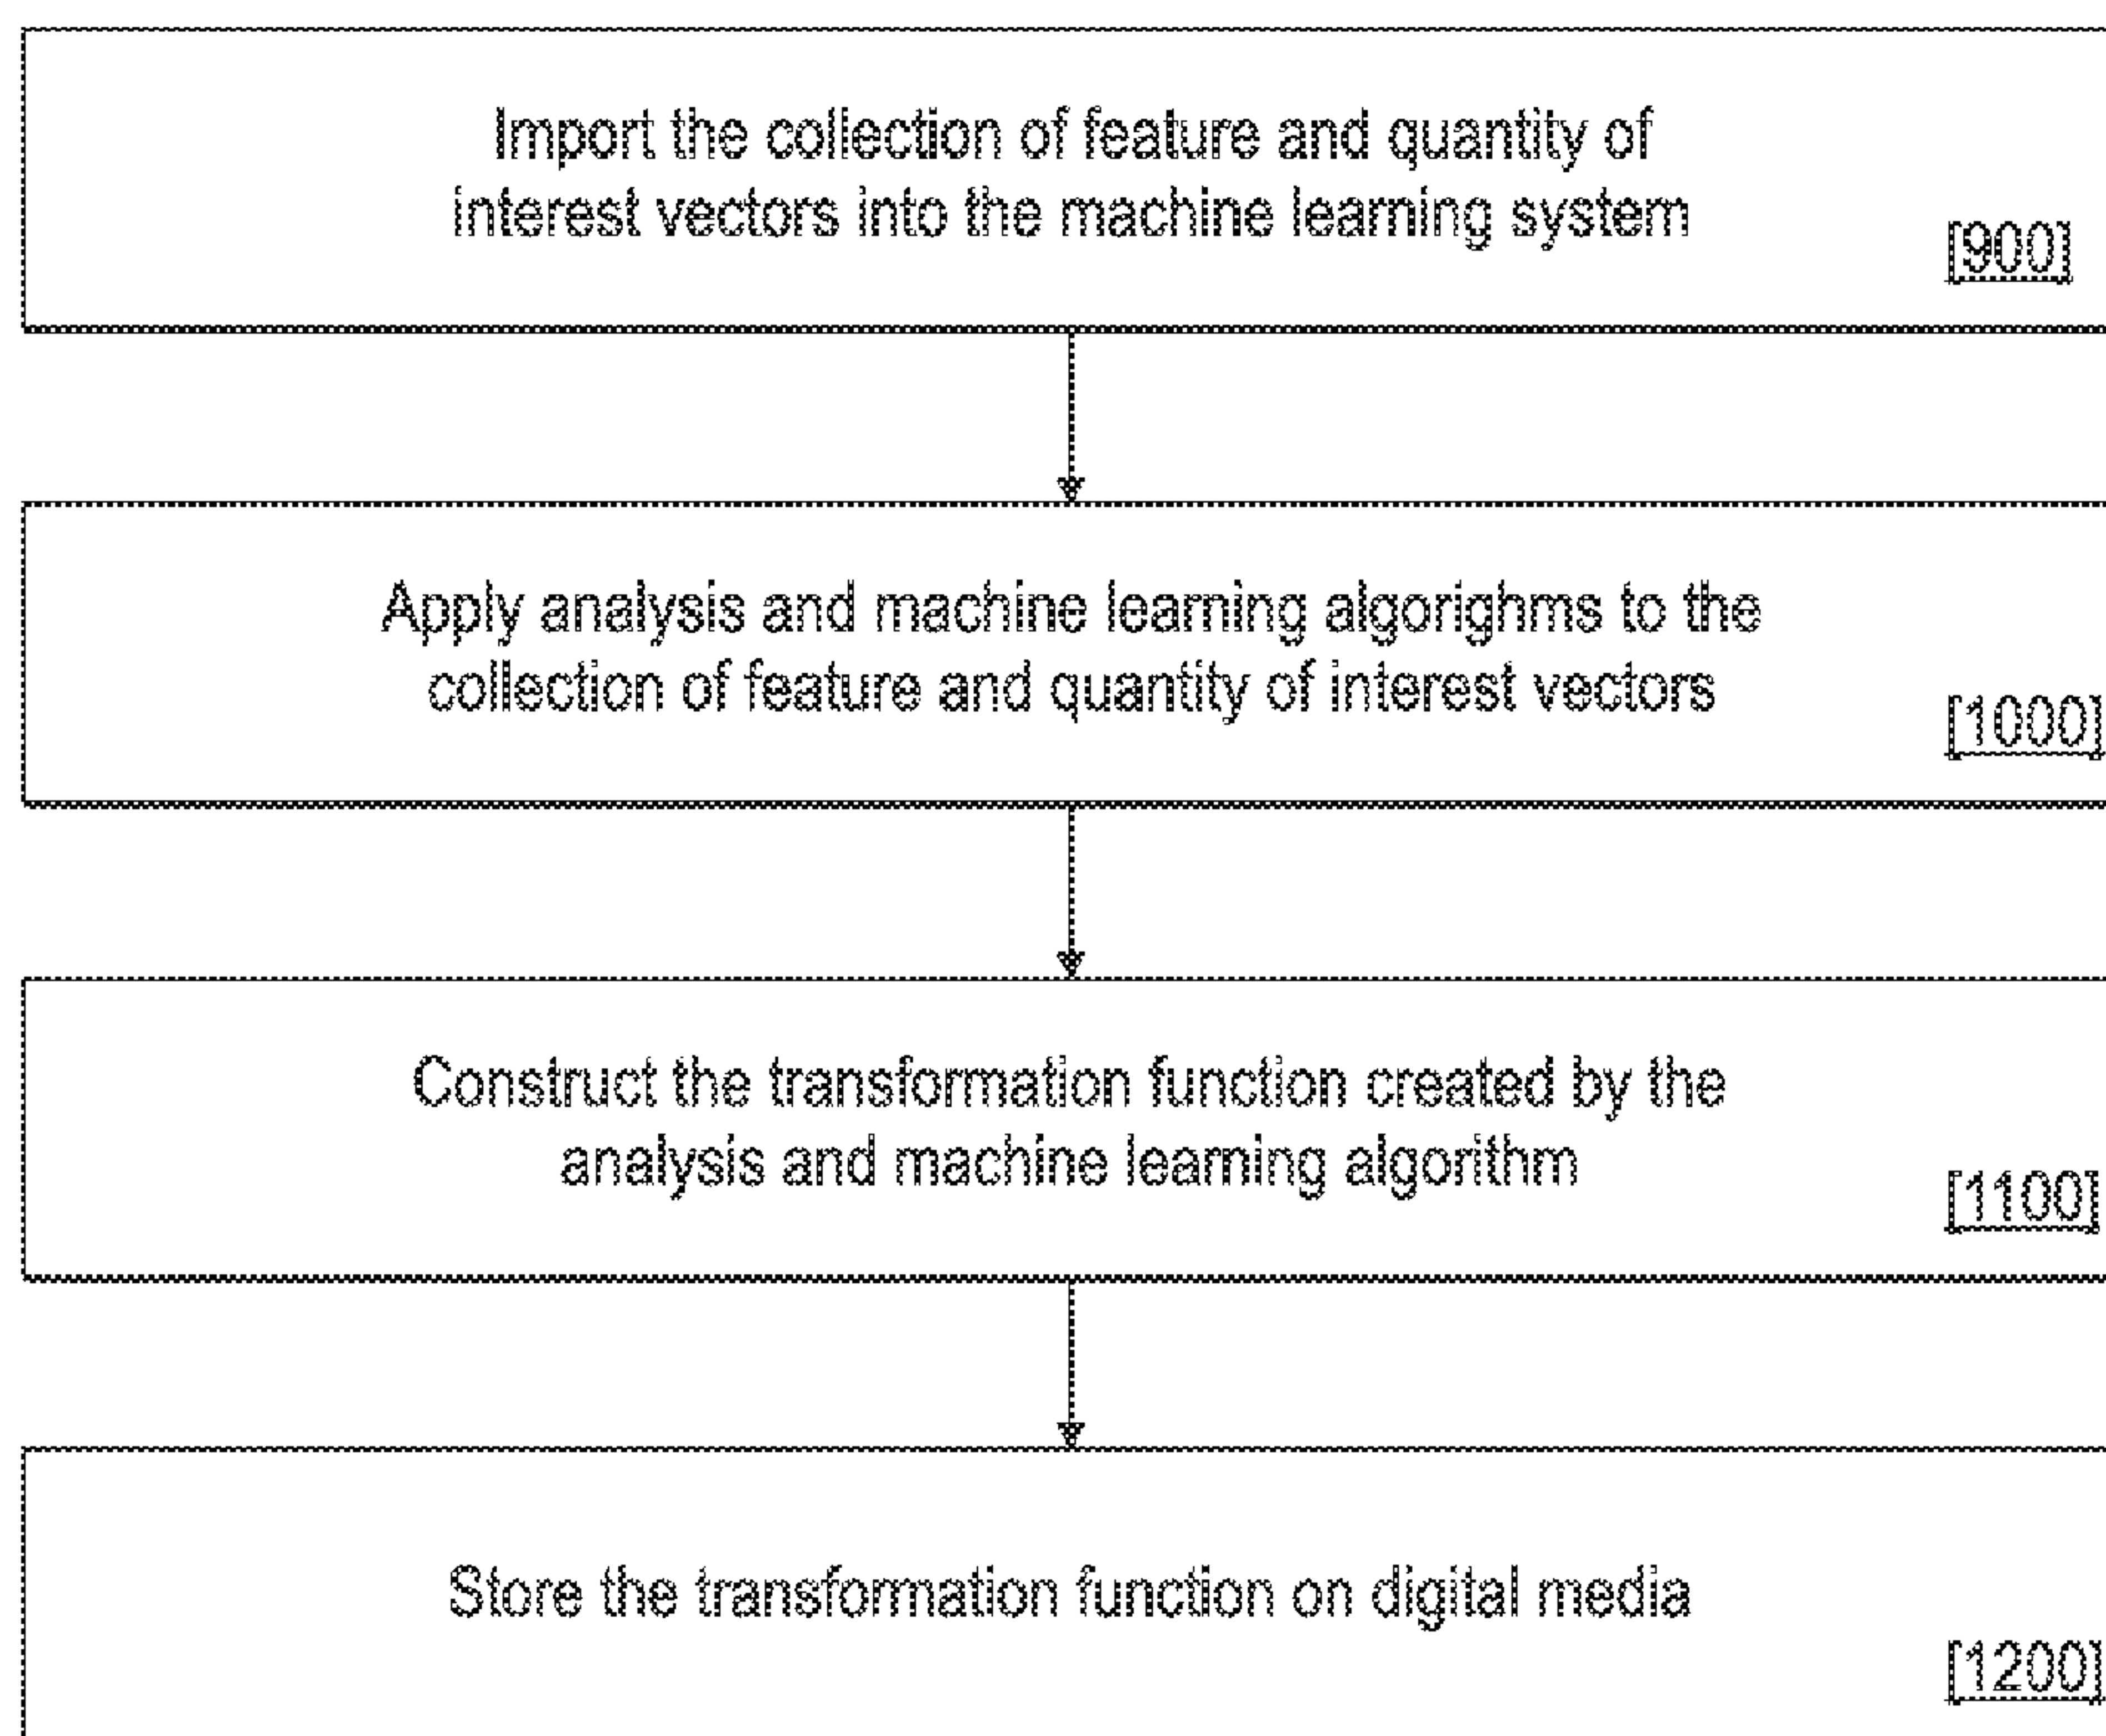 Import the collection of feature and quantity of
interest vectors into the machine learning system
[900]
Apply analysis and machine learning algorighms to the
collection of feature and quantity of interest vectors
[1000]
Construct the transformation function created by the
analysis and machine learning algorithm
[1100]
Store the transformation function on digital media
[1200]